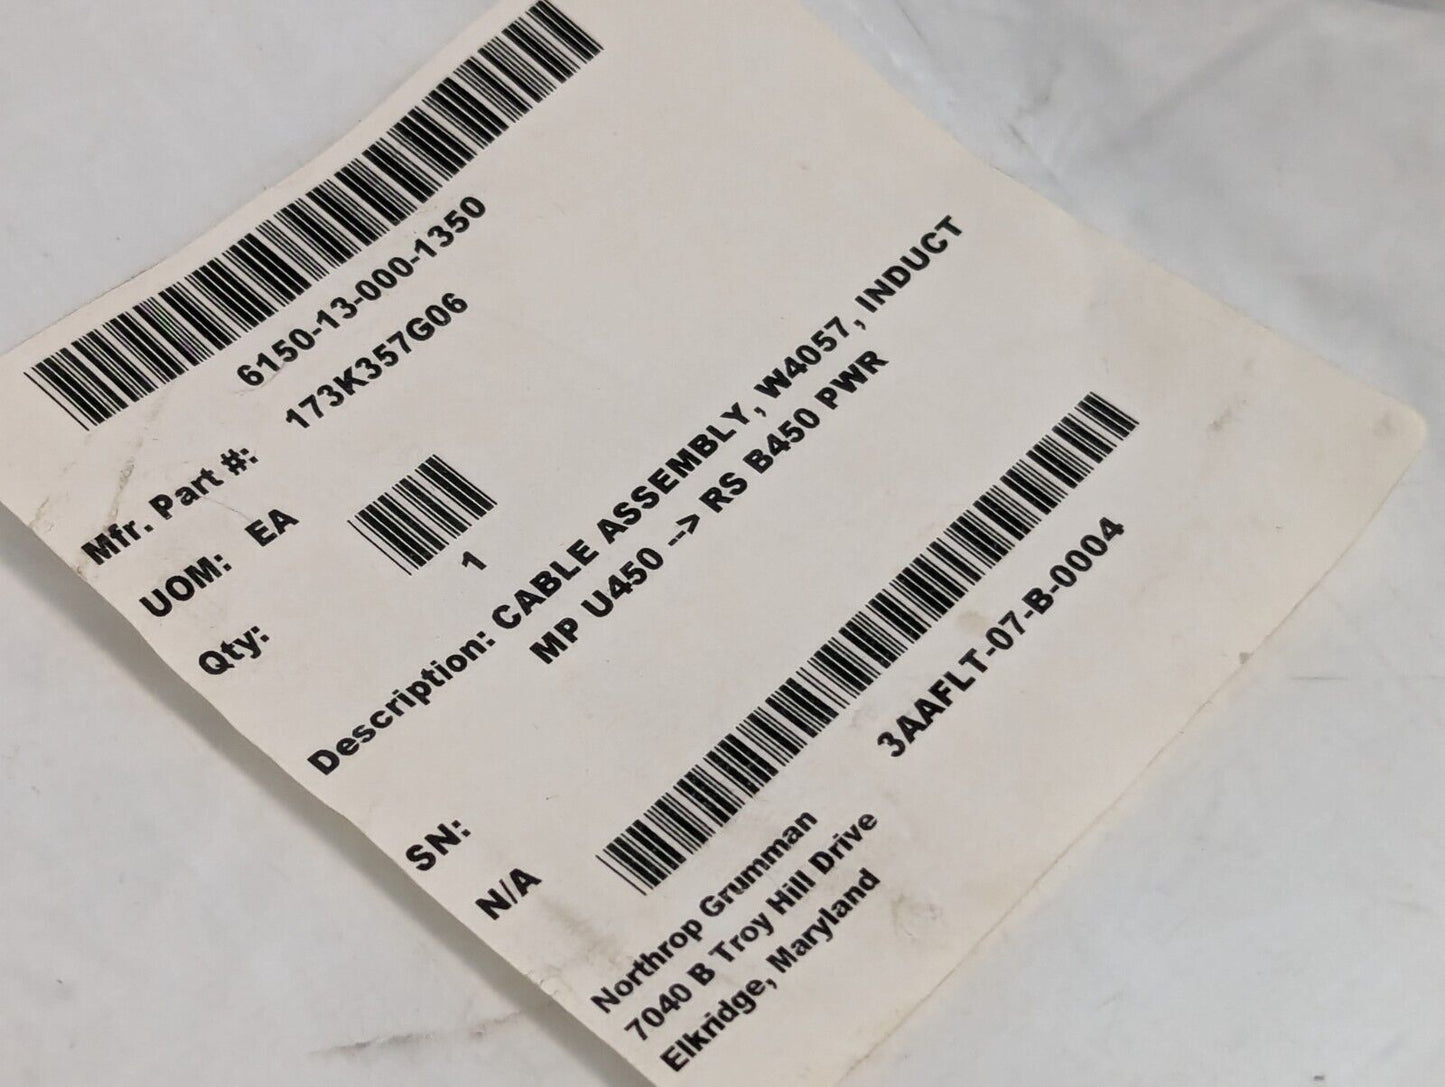 6150-13-000-1350
Mfr. Part #: 173K357G06
UOM: EA
Qty: 1
Description: CABLE ASSEMBLY, W4057, INDUCT
MP U450 --> RS B450 PWR
SN:
N/A
3AAFLT-07-B-0004
Northrop Grumman
7040 B Troy Hill Drive
Elkridge, Maryland